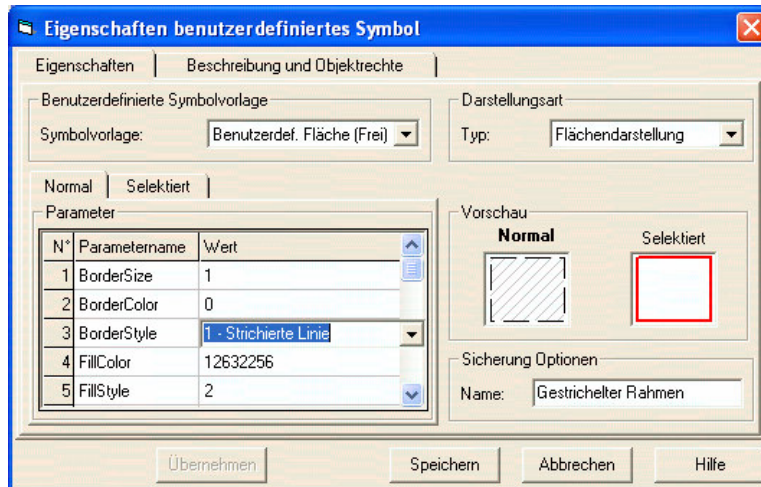 Eigenschaften benutzerdefiniertes Symbol
Eigenschaften Beschreibung und Objektrechte
Benutzerdefinierte Symbolvorlage
Symbolvorlage: Benutzerdef. Fläche (Frei)
Darstellungsart
Typ: Flächendarstellung
Normal Selektiert
Parameter
N° Parametername Wert
1 BorderSize 1
2 BorderColor 0
3 BorderStyle 1 - Strichierte Linie
4 FillColor 12632256
5 FillStyle 2
Vorschau
Normal Selektiert
Sicherung Optionen
Name: Gestrichelter Rahmen
Übernehmen Speichern Abbrechen Hilfe